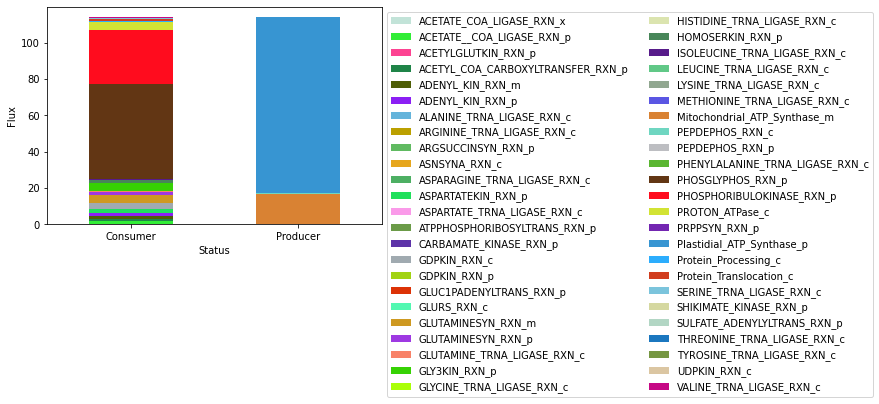 100
80
60
40
20
0
Flux
Consumer
Producer
Status
ACETATE_COA_LIGASE_RXN_x
ACETATE__COA_LIGASE_RXN_p
ACETYLGLUTKIN_RXN_p
ACETYL_COA_CARBOXYLTRANSFER_RXN_p
ADENYL_KIN_RXN_m
ADENYL_KIN_RXN_p
ALANINE_TRNA_LIGASE_RXN_c
ARGININE_TRNA_LIGASE_RXN_c
ARGSUCCINSYN_RXN_p
ASNSYNA_RXN_c
ASPARAGINE_TRNA_LIGASE_RXN_c
ASPARTATEKIN_RXN_p
ASPARTATE_TRNA_LIGASE_RXN_c
ATPPHOSPHORIBOSYLTRANS_RXN_p
CARBAMATE_KINASE_RXN_p
GDPKIN_RXN_c
GDPKIN_RXN_p
GLUC1PADENYLTRANS_RXN_p
GLURS_RXN_c
GLUTAMINESYN_RXN_m
GLUTAMINESYN_RXN_p
GLUTAMINE_TRNA_LIGASE_RXN_c
GLY3KIN_RXN_p
GLYCINE_TRNA_LIGASE_RXN_c
HISTIDINE_TRNA_LIGASE_RXN_c
HOMOSERKIN_RXN_p
ISOLEUCINE_TRNA_LIGASE_RXN_c
LEUCINE_TRNA_LIGASE_RXN_c
LYSINE_TRNA_LIGASE_RXN_c
METHIONINE_TRNA_LIGASE_RXN_c
Mitochondrial_ATP_Synthase_m
PEPDEPHOS_RXN_c
PEPDEPHOS_RXN_p
PHENYLALANINE_TRNA_LIGASE_RXN_c
PHOSGLYPHOS_RXN_p
PHOSPHORIBULOKINASE_RXN_p
PROTON_ATPase_c
PRPPSYN_RXN_p
Plastidial_ATP_Synthase_p
Protein_Processing_c
Protein_Translocation_c
SERINE_TRNA_LIGASE_RXN_c
SHIKIMATE_KINASE_RXN_p
SULFATE_ADENYLYLTRANS_RXN_p
THREONINE_TRNA_LIGASE_RXN_c
TYROSINE_TRNA_LIGASE_RXN_c
UDPKIN_RXN_c
VALINE_TRNA_LIGASE_RXN_c